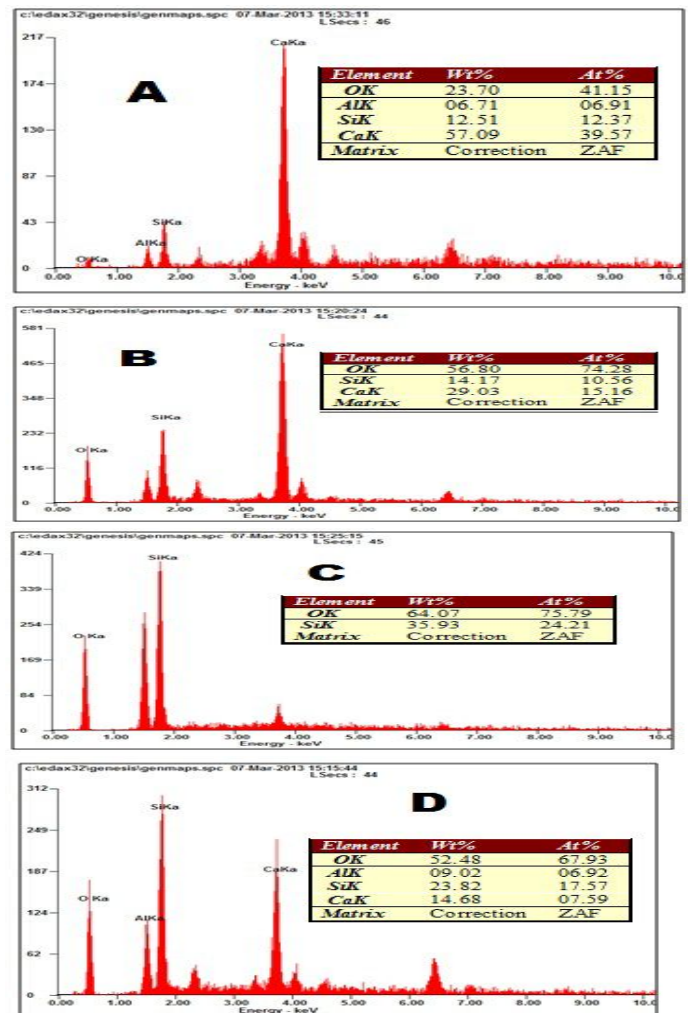 c:\edax32\genesis\genmaps.spc 07-Mar-2013 15:33:11
LSecs : 46
217
174
130
87
43
0
A
CaKa
SiKa
AlKa
O Ka
Element Wt% At%
OK 23.70 41.15
AlK 06.71 06.91
SiK 12.51 12.37
CaK 57.09 39.57
Matrix Correction ZAF
0.00 1.00 2.00 3.00 4.00 5.00 6.00 7.00 8.00 9.00 10.0
Energy - keV
c:\edax32\genesis\genmaps.spc 07-Mar-2013 15:20:24
LSecs : 44
581
465
348
232
116
0
B
CaKa
SiKa
O Ka
Element Wt% At%
OK 56.80 74.28
SiK 14.17 10.56
CaK 29.03 15.16
Matrix Correction ZAF
0.00 1.00 2.00 3.00 4.00 5.00 6.00 7.00 8.00 9.00 10.0
Energy - keV
c:\edax32\genesis\genmaps.spc 07-Mar-2013 15:25:15
LSecs : 45
424
339
254
169
84
0
C
SiKa
O Ka
Element Wt% At%
OK 64.07 75.79
SiK 35.93 24.21
Matrix Correction ZAF
0.00 1.00 2.00 3.00 4.00 5.00 6.00 7.00 8.00 9.00 10.0
Energy - keV
c:\edax32\genesis\genmaps.spc 07-Mar-2013 15:15:44
LSecs : 44
312
249
187
124
62
0
D
SiKa
CaKa
O Ka
AlKa
Element Wt% At%
OK 52.48 67.93
AlK 09.02 06.92
SiK 23.82 17.57
CaK 14.68 07.59
Matrix Correction ZAF
0.00 1.00 2.00 3.00 4.00 5.00 6.00 7.00 8.00 9.00 10.0
Energy - keV